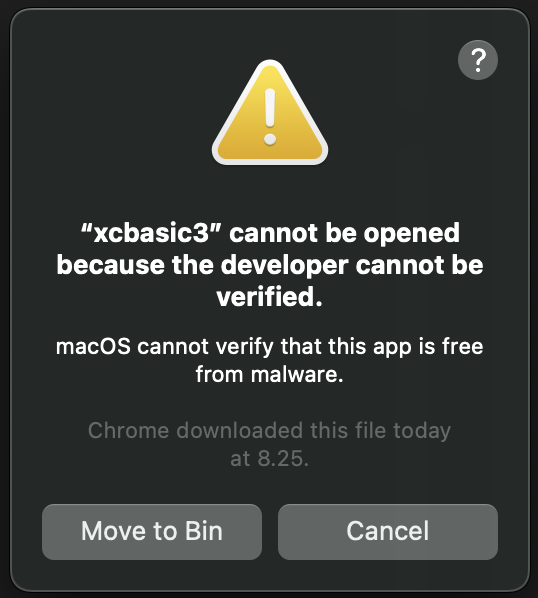 ?
“xcbasic3” cannot be opened
because the developer cannot be
verified.
macOS cannot verify that this app is free
from malware.
Chrome downloaded this file today
at 8.25.
Move to Bin
Cancel